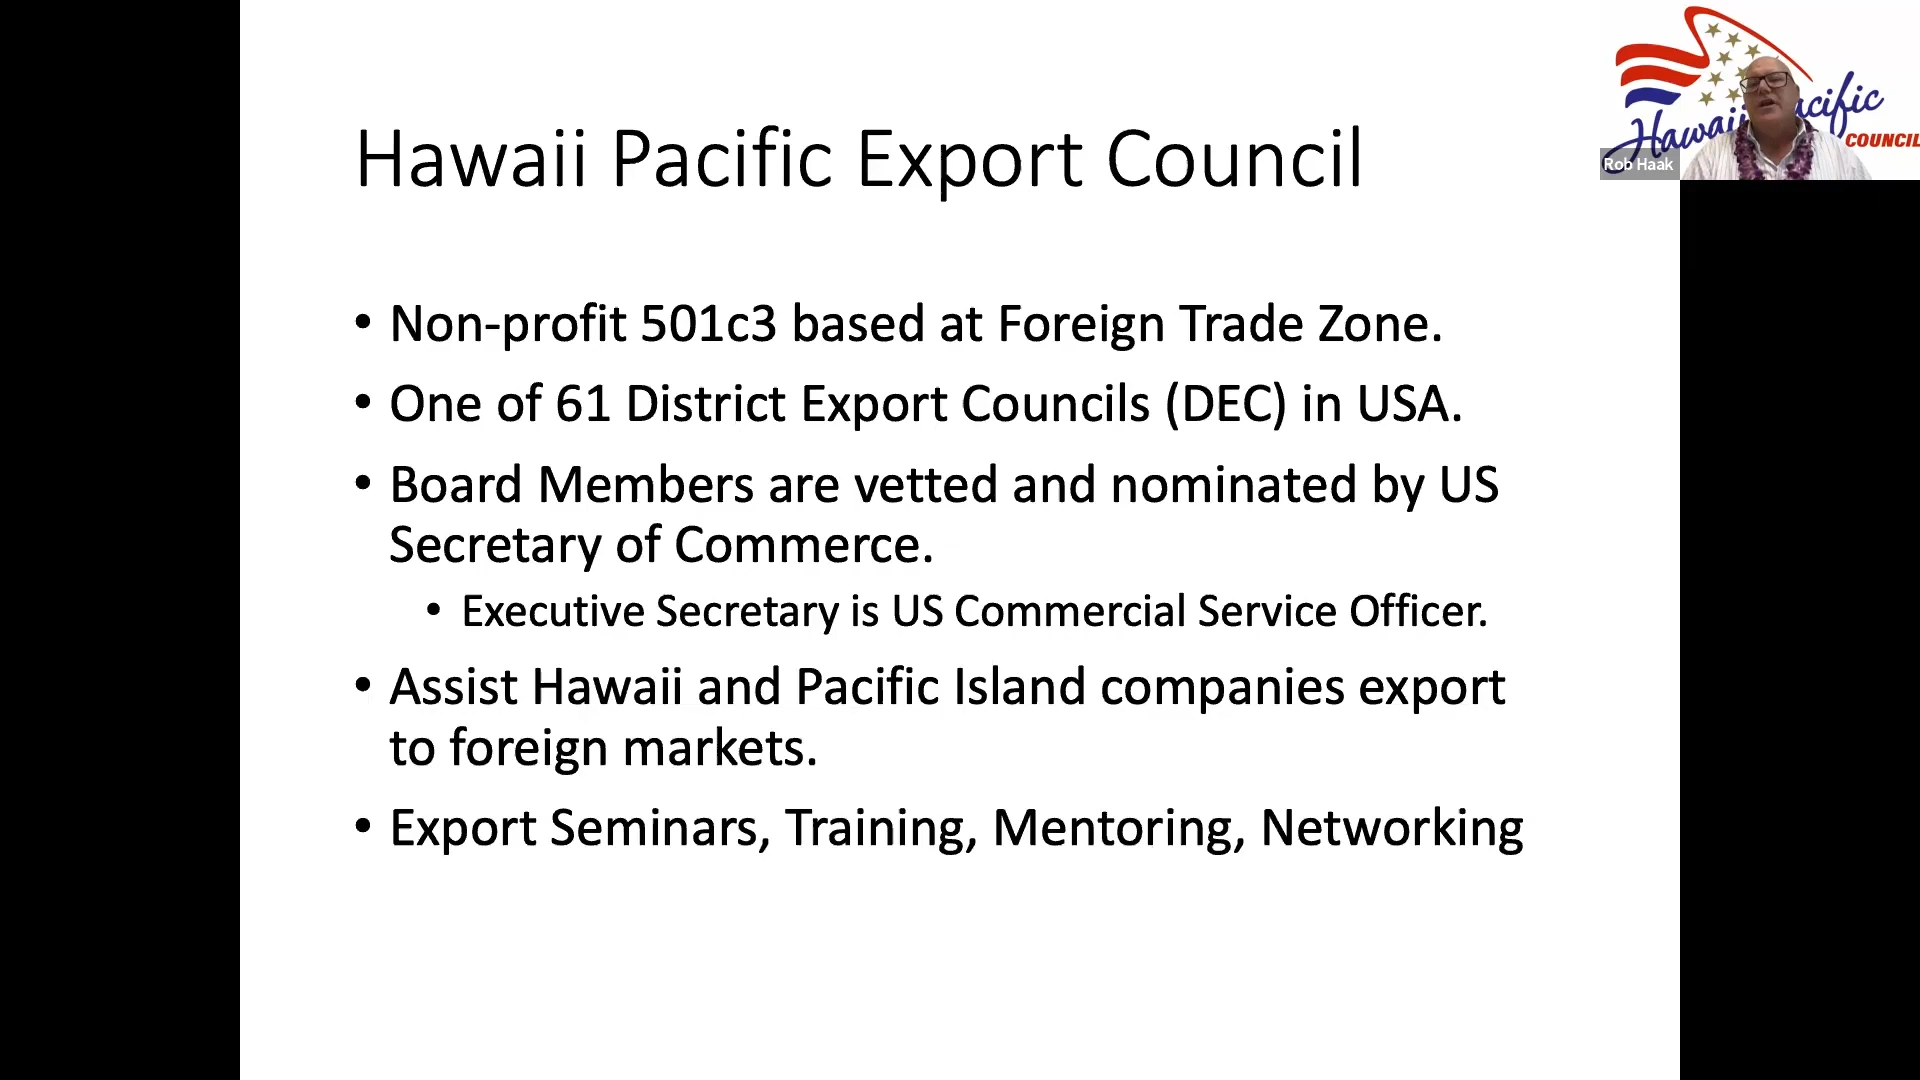 Hawaii Pacific Export Council
• Non-profit 501c3 based at Foreign Trade Zone.
• One of 61 District Export Councils (DEC) in USA.
• Board Members are vetted and nominated by US
Secretary of Commerce.
• Executive Secretary is US Commercial Service Officer.
• Assist Hawaii and Pacific Island companies export
to foreign markets.
• Export Seminars, Training, Mentoring, Networking
Hawaii Pacific
COUNCIL
Rob Haak